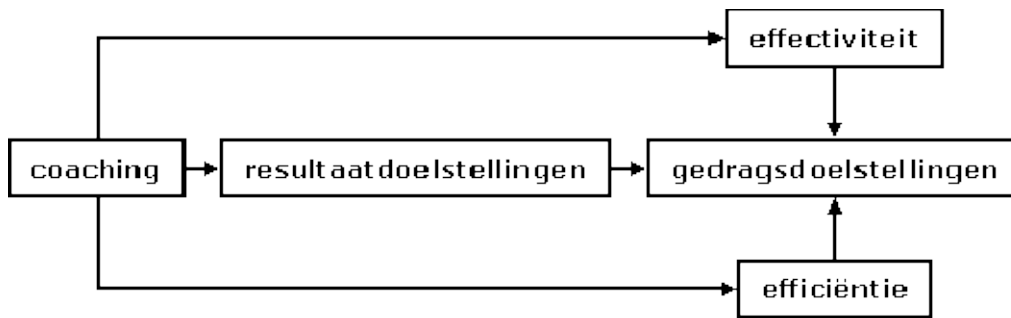 effectiviteit
coaching
resultaatdoelstellingen
gedragsdoelstellingen
efficiëntie